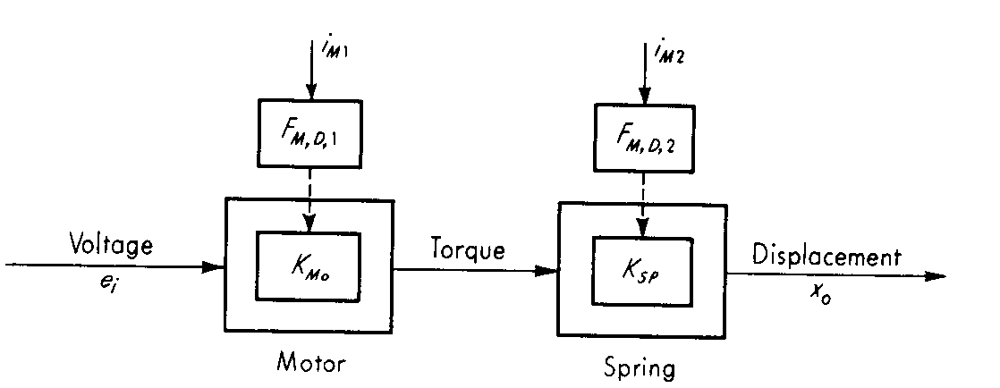 i_M1
i_M2
F_M,D,1
F_M,D,2
Voltage
e_i
K_Mo
Torque
K_SP
Displacement
x_o
Motor
Spring